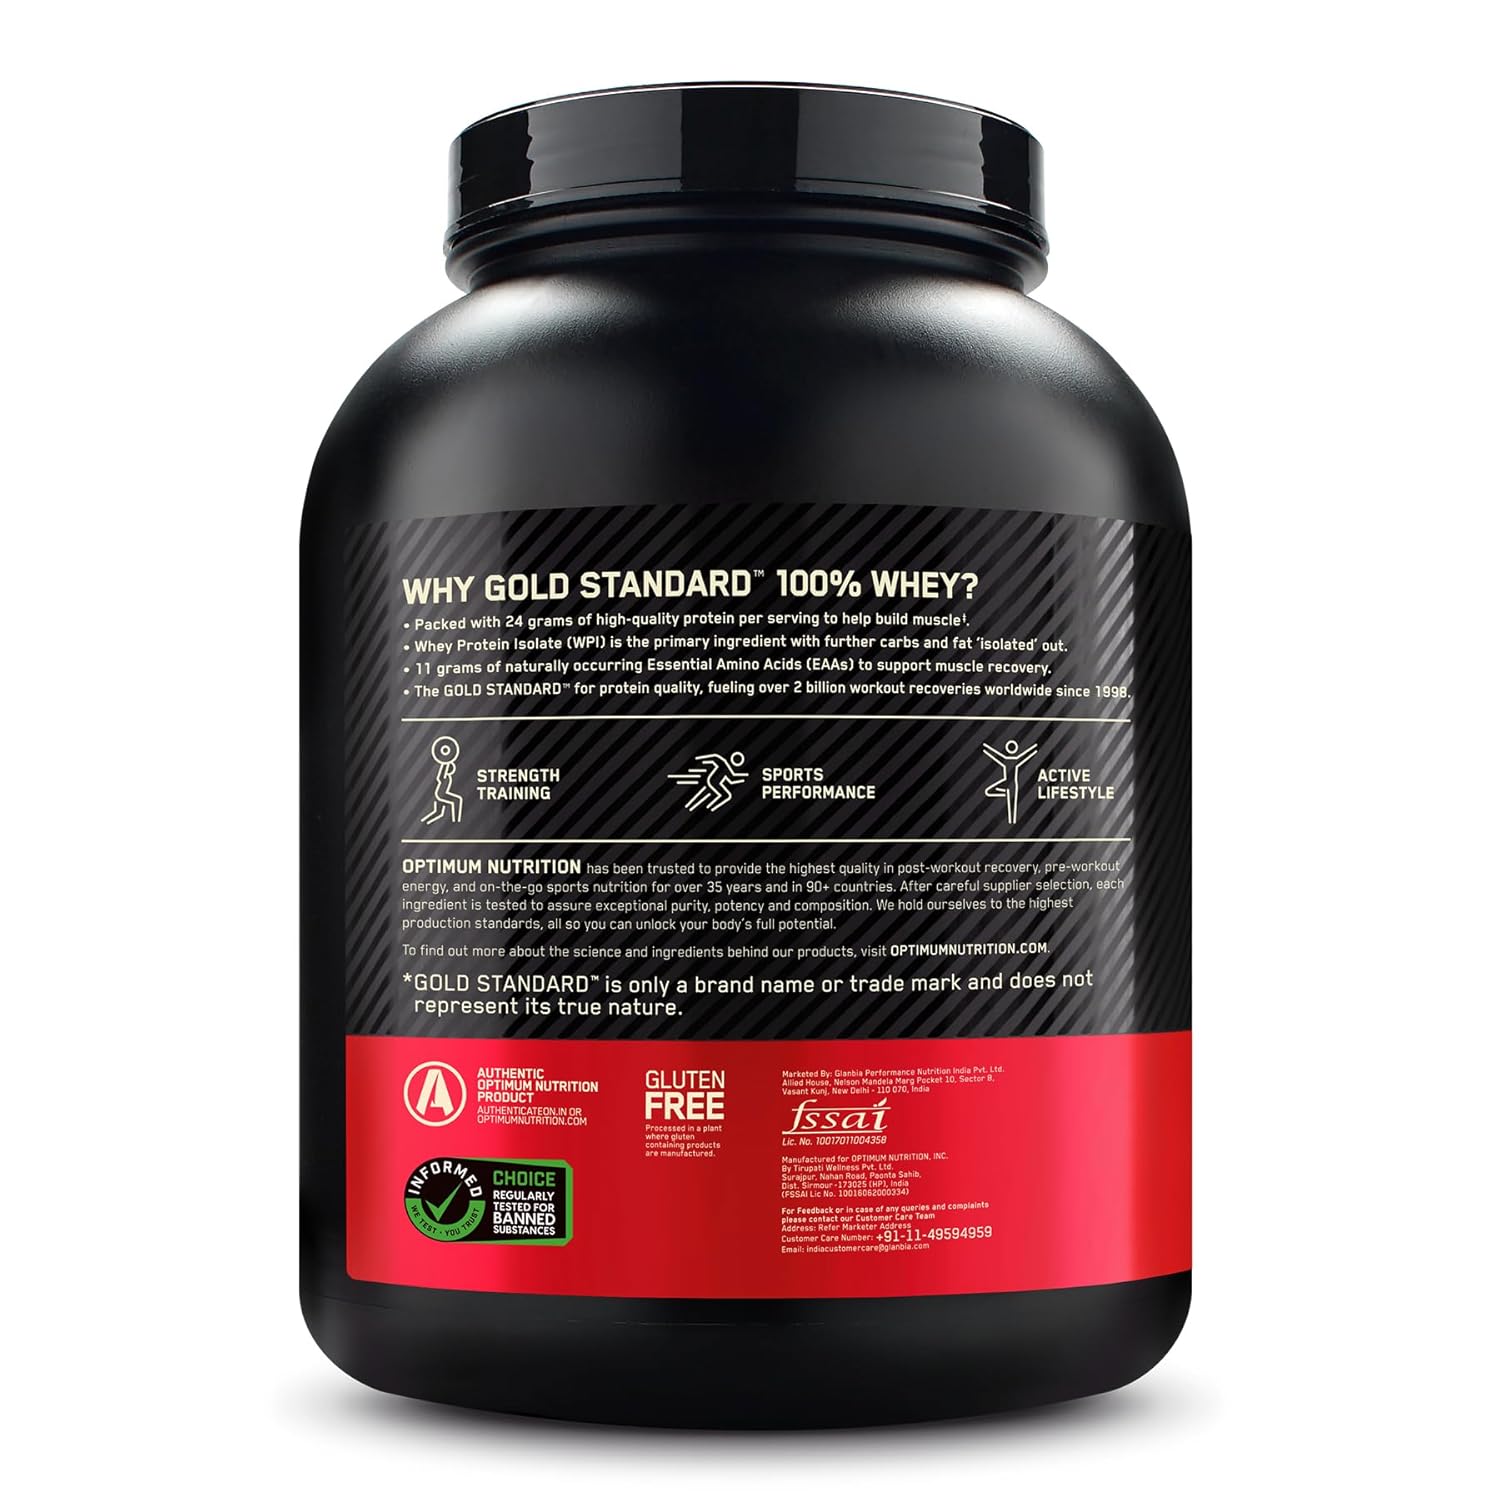 WHY GOLD STANDARD™ 100% WHEY?
• Packed with 24 grams of high-quality protein per serving to help build muscle‡.
• Whey Protein Isolate (WPI) is the primary ingredient with further carbs and fat 'isolated' out.
• 11 grams of naturally occurring Essential Amino Acids (EAAs) to support muscle recovery.
• The GOLD STANDARD™ for protein quality, fueling over 2 billion workout recoveries worldwide since 1998.
STRENGTH
TRAINING
SPORTS
PERFORMANCE
ACTIVE
LIFESTYLE
OPTIMUM NUTRITION has been trusted to provide the highest quality in post-workout recovery, pre-workout
energy, and on-the-go sports nutrition for over 35 years and in 90+ countries. After careful supplier selection, each
ingredient is tested to assure exceptional purity, potency and composition. We hold ourselves to the highest
production standards, all so you can unlock your body's full potential.
To find out more about the science and ingredients behind our products, visit OPTIMUMNUTRITION.COM.
*GOLD STANDARD™ is only a brand name or trade mark and does not
represent its true nature.
A
AUTHENTIC
OPTIMUM NUTRITION
PRODUCT
AUTHENTICATEON.IN OR
OPTIMUMNUTRITION.COM
INFORMED
WE TEST · YOU TRUST
CHOICE
REGULARLY
TESTED FOR
BANNED
SUBSTANCES
GLUTEN
FREE
Processed in a plant
where gluten
containing products
are manufactured.
Marketed By: Glanbia Performance Nutrition India Pvt. Ltd.
Allied House, Nelson Mandela Marg Pocket 10, Sector B,
Vasant Kunj, New Delhi - 110 070, India
fssai
Lic. No. 10017011004358
Manufactured for OPTIMUM NUTRITION, INC.
By Tirupati Wellness Pvt. Ltd.
Surajpur, Nahan Road, Paonta Sahib,
Dist. Sirmour -173025 (HP), India
(FSSAI Lic No. 10016062000334)
For Feedback or in case of any queries and complaints
please contact our Customer Care Team
Address: Refer Marketer Address
Customer Care Number: +91-11-49594959
Email: indiacustomercare@glanbia.com